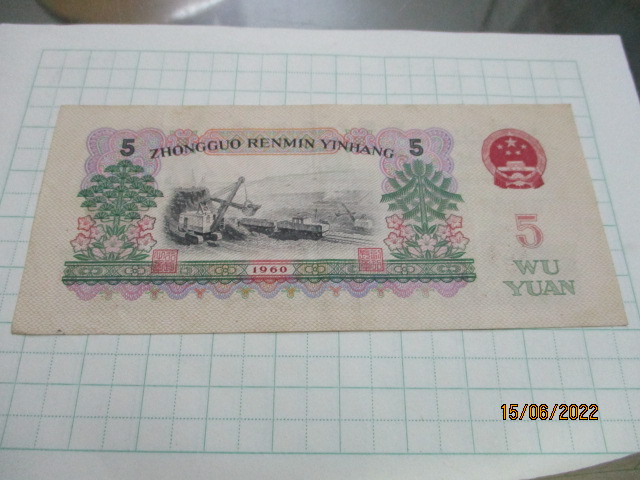 5 ZHONGGUO RENMIN YINHANG 5
5
WU
YUAN
1960
15/06/2022